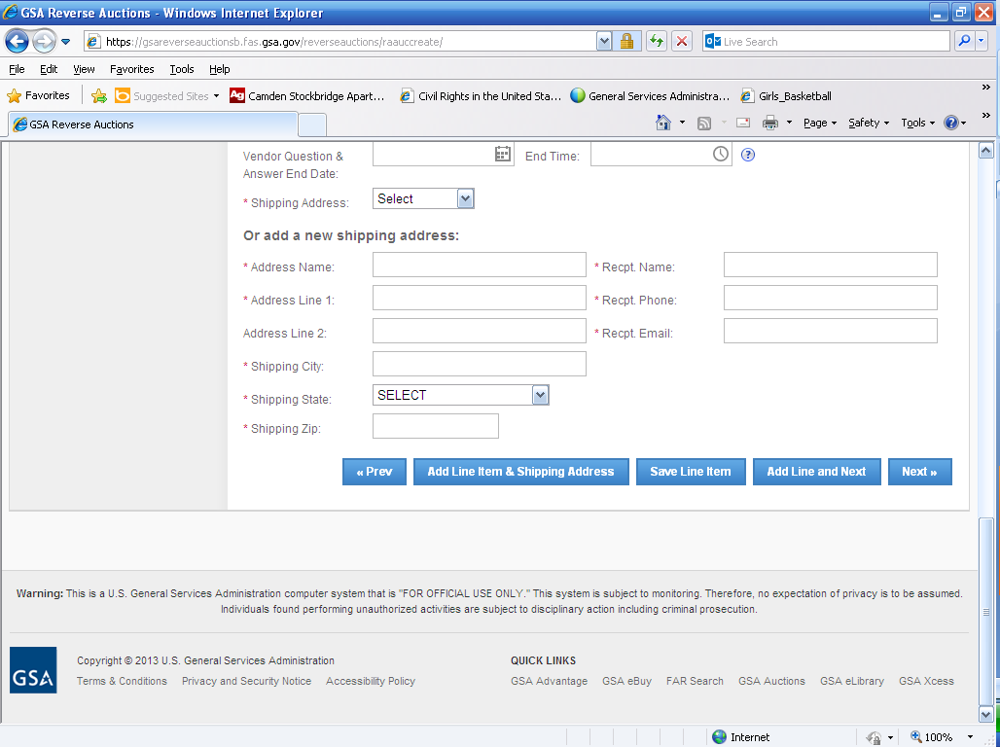 GSA Reverse Auctions - Windows Internet Explorer
https://gsareverseauctionsb.fas.gsa.gov/reverseauctions/raauccreate/
Live Search
File Edit View Favorites Tools Help
Favorites Suggested Sites Camden Stockbridge Apart... Civil Rights in the United Sta... General Services Administra... Girls_Basketball
GSA Reverse Auctions
Page Safety Tools
Vendor Question &
Answer End Date:
End Time:
* Shipping Address: Select
Or add a new shipping address:
* Address Name: * Recpt. Name:
* Address Line 1: * Recpt. Phone:
Address Line 2: * Recpt. Email:
* Shipping City:
* Shipping State: SELECT
* Shipping Zip:
« Prev Add Line Item & Shipping Address Save Line Item Add Line and Next Next »
Warning: This is a U.S. General Services Administration computer system that is "FOR OFFICIAL USE ONLY." This system is subject to monitoring. Therefore, no expectation of privacy is to be assumed.
Individuals found performing unauthorized activities are subject to disciplinary action including criminal prosecution.
GSA
Copyright © 2013 U.S. General Services Administration
Terms & Conditions Privacy and Security Notice Accessibility Policy
QUICK LINKS
GSA Advantage GSA eBuy FAR Search GSA Auctions GSA eLibrary GSA Xcess
Internet 100%